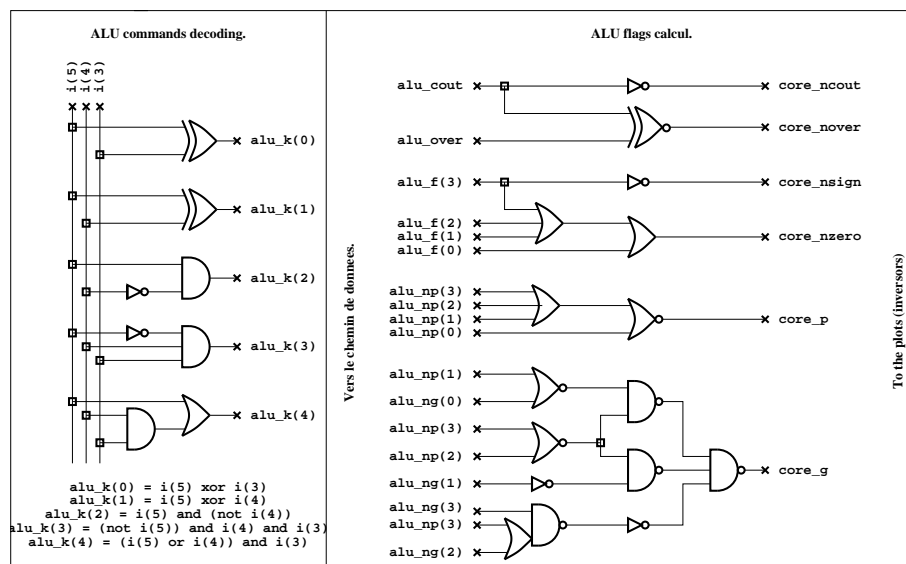 ALU commands decoding.
i(5)
i(4)
i(3)
alu_k(0)
alu_k(1)
alu_k(2)
alu_k(3)
alu_k(4)
alu_k(0) = i(5) xor i(3)
alu_k(1) = i(5) xor i(4)
alu_k(2) = i(5) and (not i(4))
alu_k(3) = (not i(5)) and i(4) and i(3)
alu_k(4) = (i(5) or i(4)) and i(3)
Vers le chemin de donnees.
ALU flags calcul.
alu_cout
core_ncout
core_nover
alu_over
alu_f(3)
core_nsign
alu_f(2)
alu_f(1)
core_nzero
alu_f(0)
alu_np(3)
alu_np(2)
alu_np(1)
core_p
alu_np(0)
alu_np(1)
alu_ng(0)
alu_np(3)
alu_np(2)
core_g
alu_ng(1)
alu_ng(3)
alu_np(3)
alu_ng(2)
To the plots (inversors)